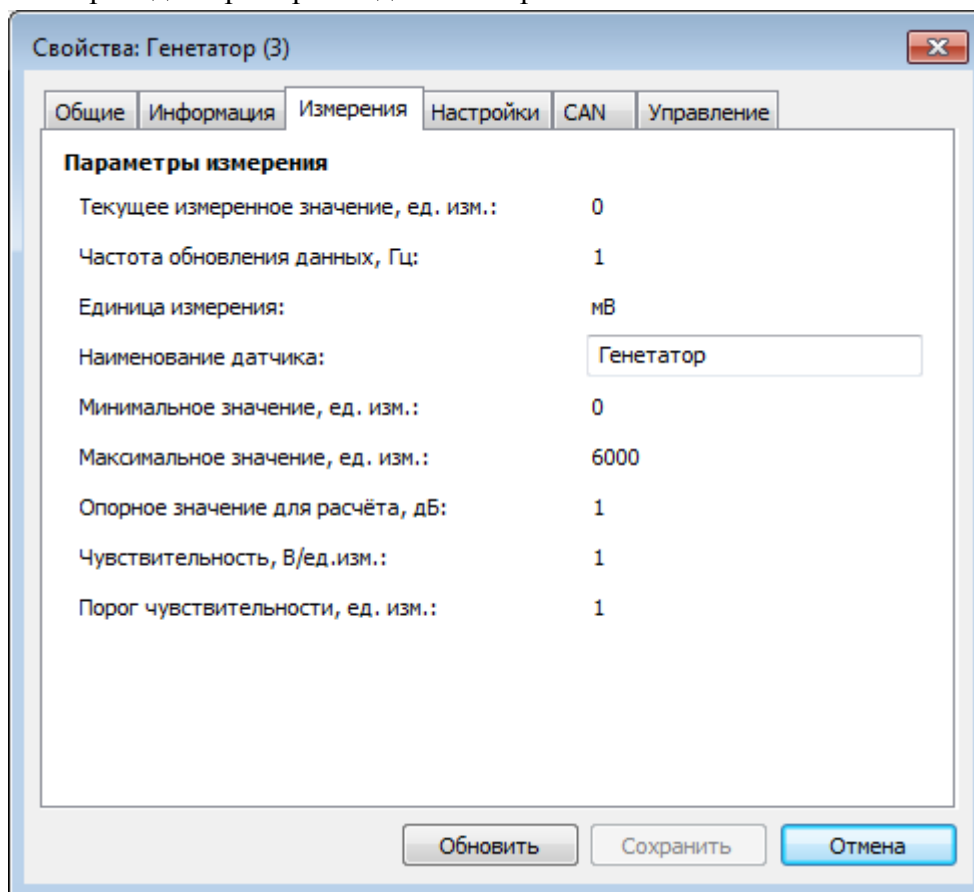 Свойства: Генетатор (3)
Общие Информация Измерения Настройки CAN Управление
Параметры измерения
Текущее измеренное значение, ед. изм.: 0
Частота обновления данных, Гц: 1
Единица измерения: мВ
Наименование датчика: Генетатор
Минимальное значение, ед. изм.: 0
Максимальное значение, ед. изм.: 6000
Опорное значение для расчёта, дБ: 1
Чувствительность, В/ед.изм.: 1
Порог чувствительности, ед. изм.: 1
Обновить Сохранить Отмена